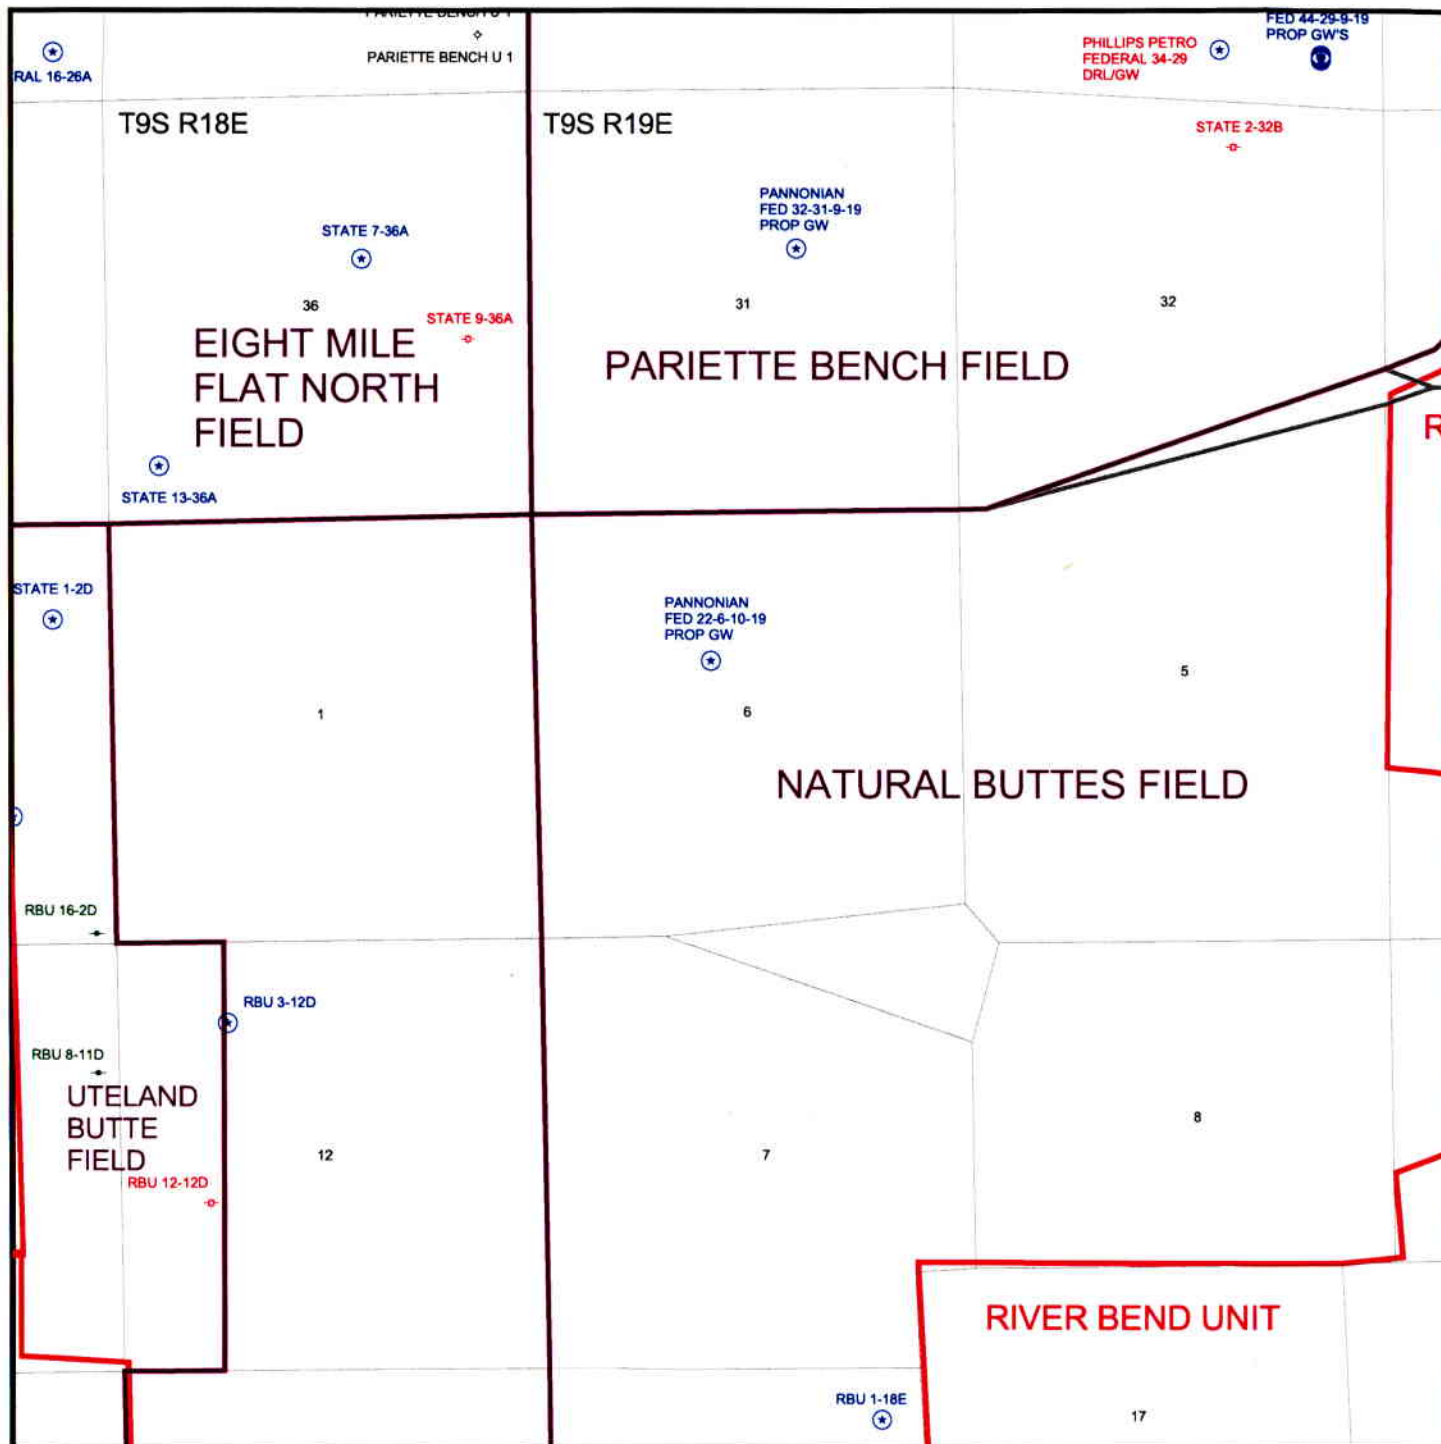 PARIETTE BENCH U 1
FED 44-29-9-19
PROP GW'S
PARIETTE BENCH U 1
PHILLIPS PETRO
FEDERAL 34-29
DRL/GW
RAL 16-26A
T9S R18E
T9S R19E
STATE 2-32B
PANNONIAN
FED 32-31-9-19
PROP GW
STATE 7-36A
36
31
32
STATE 9-36A
EIGHT MILE
FLAT NORTH
FIELD
PARIETTE BENCH FIELD
R
STATE 13-36A
STATE 1-2D
PANNONIAN
FED 22-6-10-19
PROP GW
5
1
6
NATURAL BUTTES FIELD
RBU 16-2D
RBU 3-12D
RBU 8-11D
UTELAND
BUTTE
FIELD
8
12
7
RBU 12-12D
RIVER BEND UNIT
RBU 1-18E
17